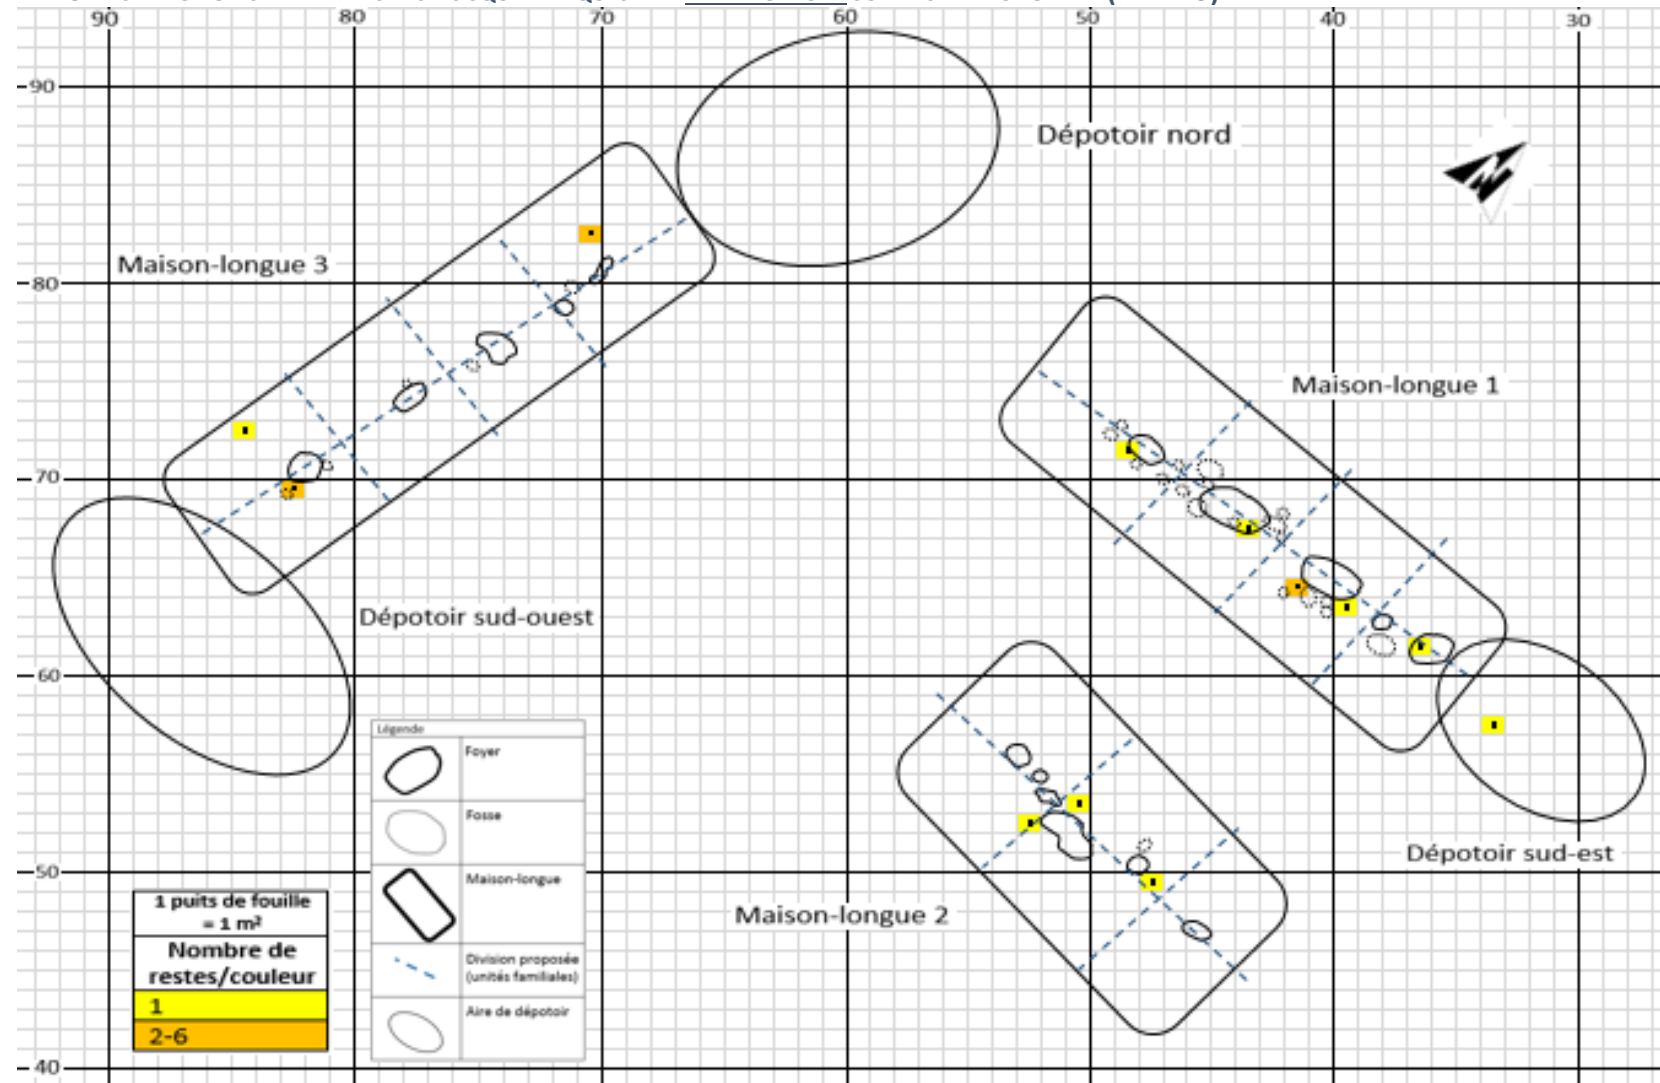 90 80 70 60 50 40 30
90
Dépotoir nord
Maison-longue 3
80
Maison-longue 1
70
Dépotoir sud-ouest
60
Légende
Foyer
Fosse
Maison-longue
Division proposée
(unités familiales)
Aire de dépotoir
Dépotoir sud-est
50
1 puits de fouille
= 1 m²
Nombre de
restes/couleur
1
2-6
Maison-longue 2
40
N